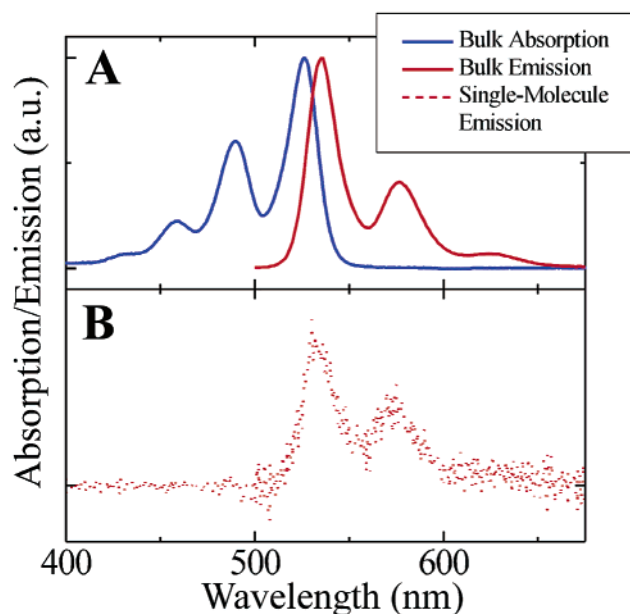 Bulk Absorption
Bulk Emission
Single-Molecule
Emission
A
B
Absorption/Emission (a.u.)
400
500
600
Wavelength (nm)